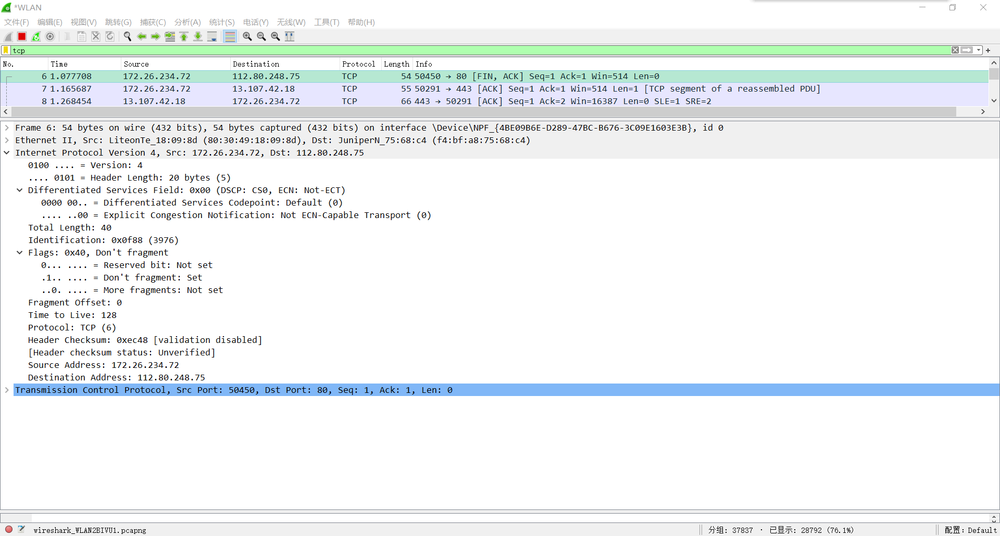 *WLAN
文件(F) 编辑(E) 视图(V) 跳转(G) 捕获(C) 分析(A) 统计(S) 电话(Y) 无线(W) 工具(T) 帮助(H)
tcp
No. Time Source Destination Protocol Length Info
6 1.077708 172.26.234.72 112.80.248.75 TCP 54 50450 → 80 [FIN, ACK] Seq=1 Ack=1 Win=514 Len=0
7 1.165687 172.26.234.72 13.107.42.18 TCP 55 50291 → 443 [ACK] Seq=1 Ack=1 Win=514 Len=1 [TCP segment of a reassembled PDU]
8 1.268454 13.107.42.18 172.26.234.72 TCP 66 443 → 50291 [ACK] Seq=1 Ack=2 Win=16387 Len=0 SLE=1 SRE=2
Frame 6: 54 bytes on wire (432 bits), 54 bytes captured (432 bits) on interface \Device\NPF_{4BE09B6E-D289-47BC-B676-3C09E1603E3B}, id 0
Ethernet II, Src: LiteonTe_18:09:8d (80:30:49:18:09:8d), Dst: JuniperN_75:68:c4 (f4:bf:a8:75:68:c4)
Internet Protocol Version 4, Src: 172.26.234.72, Dst: 112.80.248.75
0100 .... = Version: 4
.... 0101 = Header Length: 20 bytes (5)
Differentiated Services Field: 0x00 (DSCP: CS0, ECN: Not-ECT)
0000 00.. = Differentiated Services Codepoint: Default (0)
.... ..00 = Explicit Congestion Notification: Not ECN-Capable Transport (0)
Total Length: 40
Identification: 0x0f88 (3976)
Flags: 0x40, Don't fragment
0... .... = Reserved bit: Not set
.1.. .... = Don't fragment: Set
..0. .... = More fragments: Not set
Fragment Offset: 0
Time to Live: 128
Protocol: TCP (6)
Header Checksum: 0xec48 [validation disabled]
[Header checksum status: Unverified]
Source Address: 172.26.234.72
Destination Address: 112.80.248.75
Transmission Control Protocol, Src Port: 50450, Dst Port: 80, Seq: 1, Ack: 1, Len: 0
wireshark_WLAN2BIVU1.pcapng 分组: 37837 · 已显示: 28792 (76.1%) 配置: Default